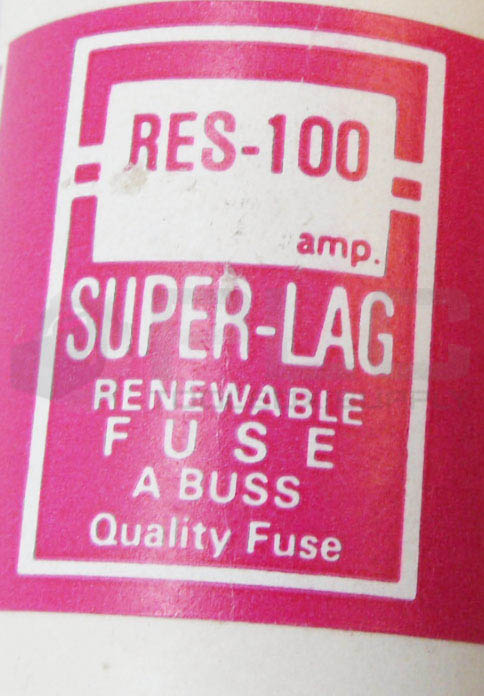 RES-100
amp.
SUPER-LAG
RENEWABLE
FUSE
A BUSS
Quality Fuse